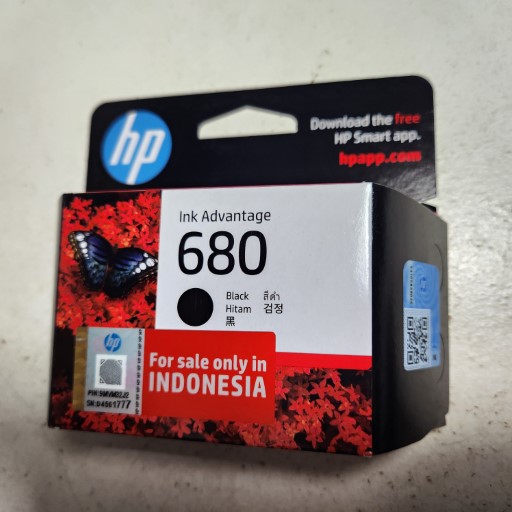 hp
Download the free
HP Smart app.
hpapp.com
Ink Advantage
680
Black สีดำ
Hitam 검정
黑
hp
For sale only in
INDONESIA